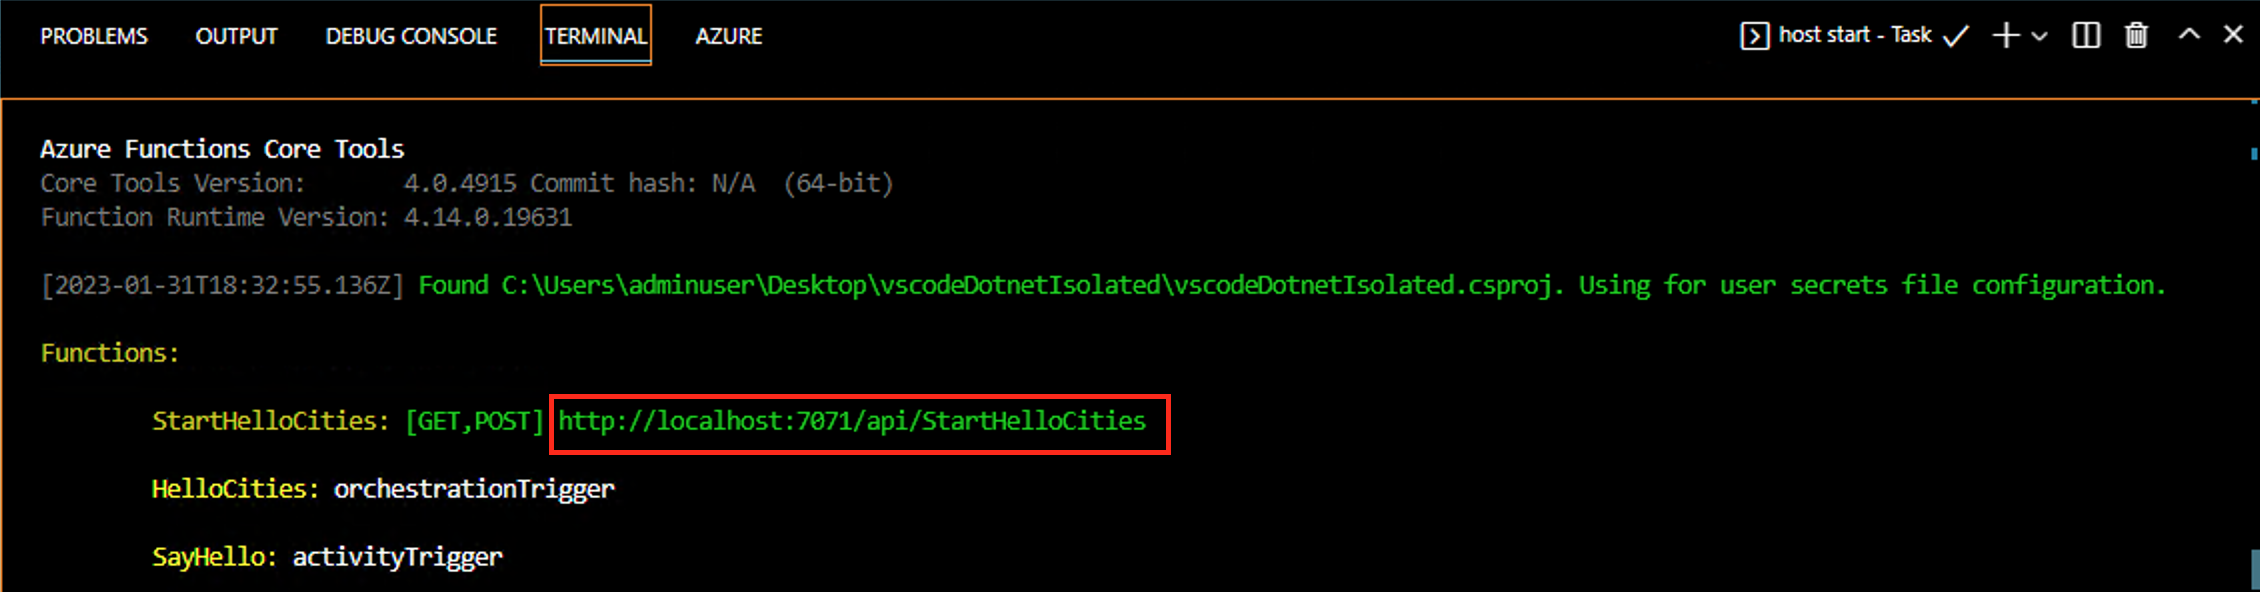 PROBLEMS OUTPUT DEBUG CONSOLE TERMINAL AZURE host start - Task
Azure Functions Core Tools
Core Tools Version:       4.0.4915 Commit hash: N/A  (64-bit)
Function Runtime Version: 4.14.0.19631
[2023-01-31T18:32:55.136Z] Found C:\Users\adminuser\Desktop\vscodeDotnetIsolated\vscodeDotnetIsolated.csproj. Using for user secrets file configuration.
Functions:
StartHelloCities: [GET,POST] http://localhost:7071/api/StartHelloCities
HelloCities: orchestrationTrigger
SayHello: activityTrigger